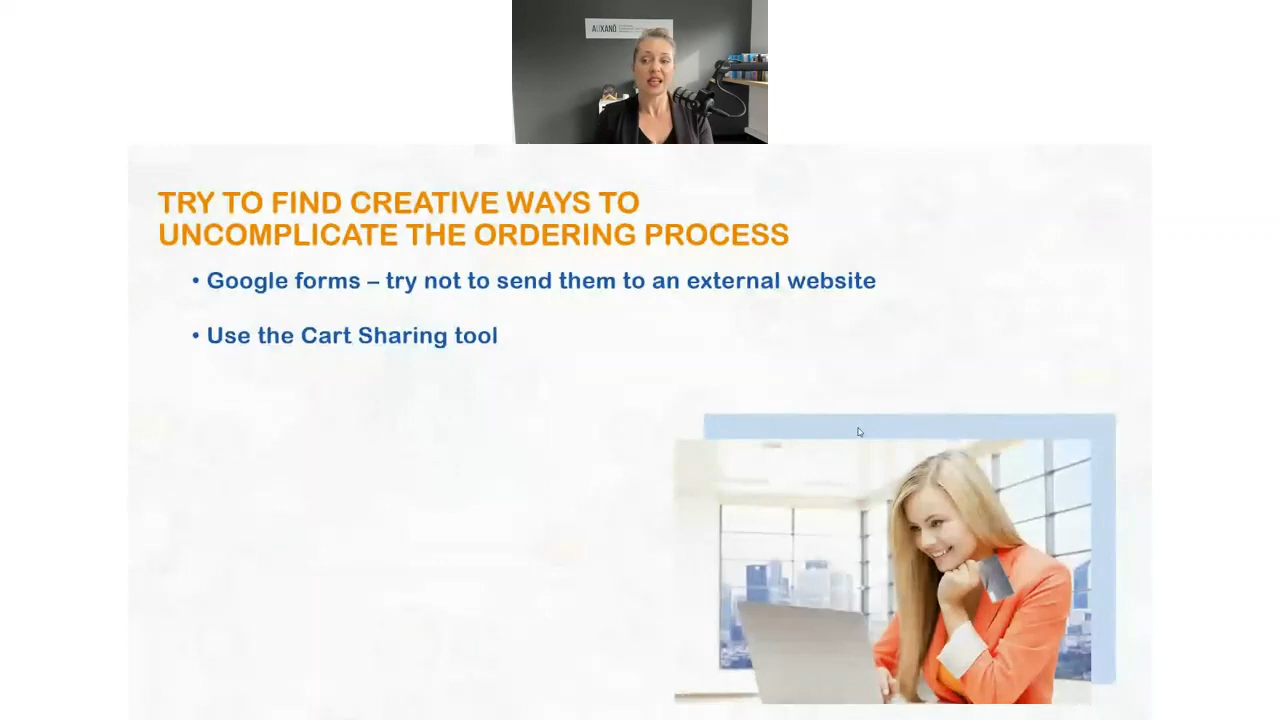 AUXANO
TRY TO FIND CREATIVE WAYS TO
UNCOMPLICATE THE ORDERING PROCESS
• Google forms – try not to send them to an external website
• Use the Cart Sharing tool